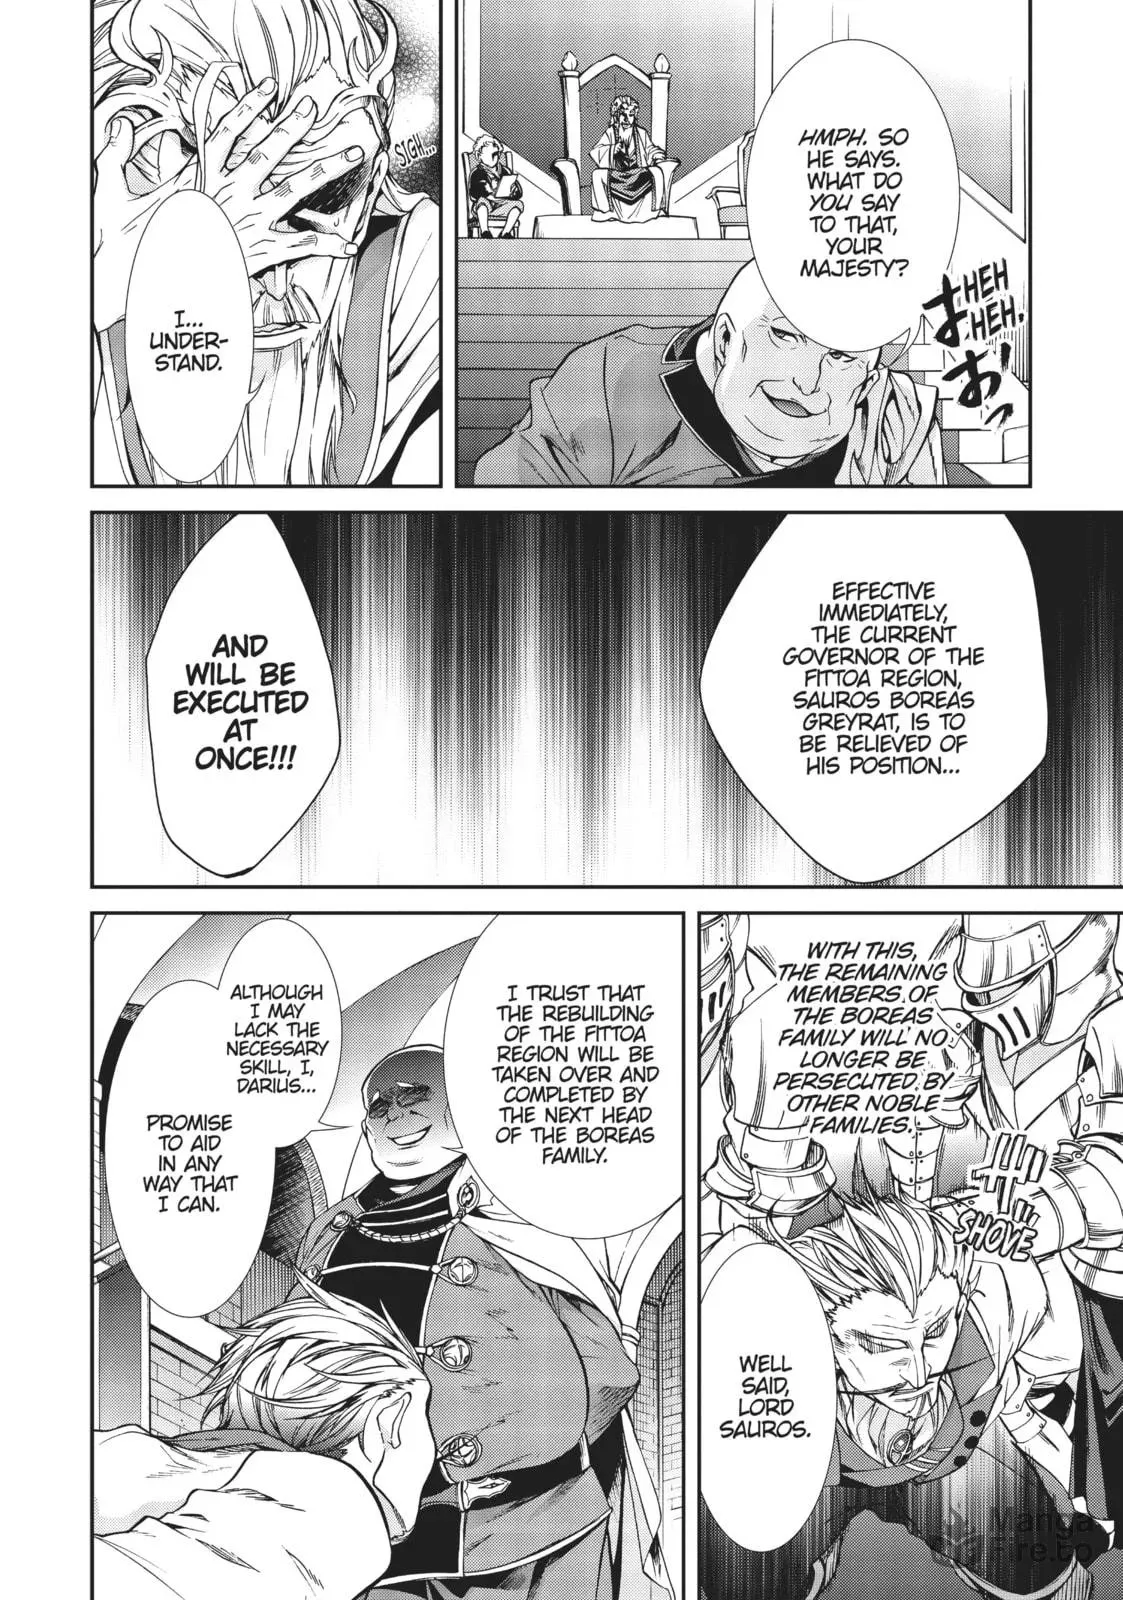 HMPH. SO
HE SAYS.
WHAT DO
YOU SAY
TO THAT,
YOUR
MAJESTY?
HEH
HEH.
SIGH...
I...
UNDER-
STAND.
EFFECTIVE
IMMEDIATELY,
THE CURRENT
GOVERNOR OF THE
FITTOA REGION,
SAUROS BOREAS
GREYRAT, IS TO
BE RELIEVED OF
HIS POSITION...
AND
WILL BE
EXECUTED
AT
ONCE!!!
WITH THIS,
THE REMAINING
MEMBERS OF
THE BOREAS
FAMILY WILL NO
LONGER BE
PERSECUTED BY
OTHER NOBLE
FAMILIES.
SHOVE
WELL
SAID,
LORD
SAUROS.
I TRUST THAT
THE REBUILDING
OF THE FITTOA
REGION WILL BE
TAKEN OVER AND
COMPLETED BY
THE NEXT HEAD
OF THE BOREAS
FAMILY.
ALTHOUGH
I MAY
LACK THE
NECESSARY
SKILL, I,
DARIUS...
PROMISE
TO AID
IN ANY
WAY THAT
I CAN.
Manga
Fire.to